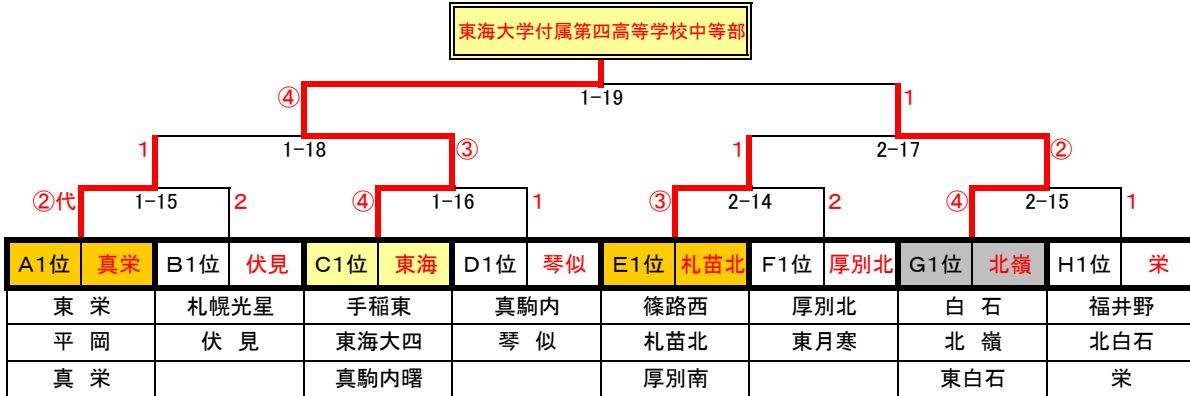 東海大学付属第四高等学校中等部
④ 1-19 1
1 1-18 ③ 1 2-17 ②
②代 1-15 2 ④ 1-16 1 ③ 2-14 2 ④ 2-15 1
A1位 真栄 B1位 伏見 C1位 東海 D1位 琴似 E1位 札苗北 F1位 厚別北 G1位 北嶺 H1位 栄
東 栄 札幌光星 手稲東 真駒内 篠路西 厚別北 白 石 福井野
平 岡 伏 見 東海大四 琴 似 札苗北 東月寒 北 嶺 北白石
真 栄 真駒内曙 厚別南 東白石 栄